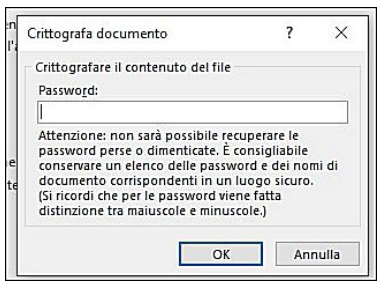 Crittografa documento ? ×
Crittografare il contenuto del file
Password:
Attenzione: non sarà possibile recuperare le
password perse o dimenticate. È consigliabile
conservare un elenco delle password e dei nomi di
documento corrispondenti in un luogo sicuro.
(Si ricordi che per le password viene fatta
distinzione tra maiuscole e minuscole.)
OK Annulla